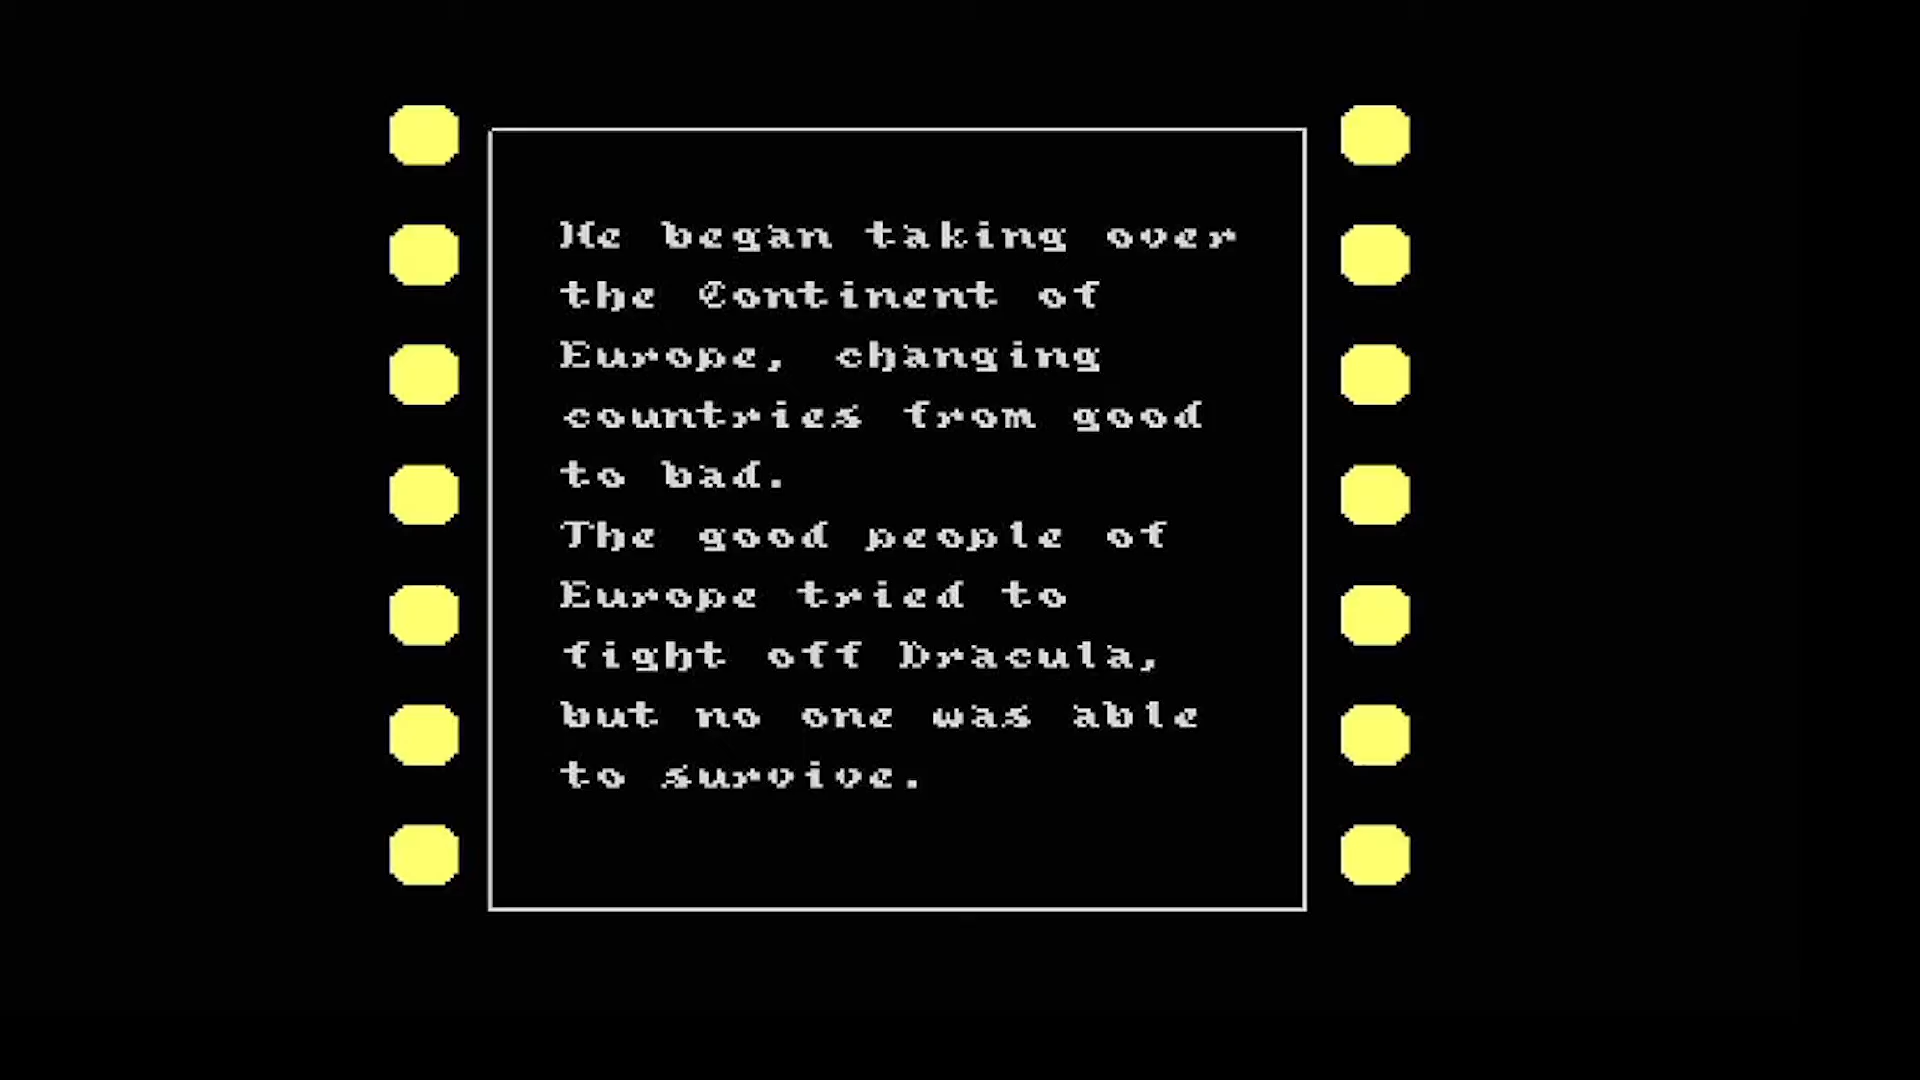 He began taking over
the Continent of
Europe, changing
countries from good
to bad.
The good people of
Europe tried to
fight off Dracula,
but no one was able
to survive.